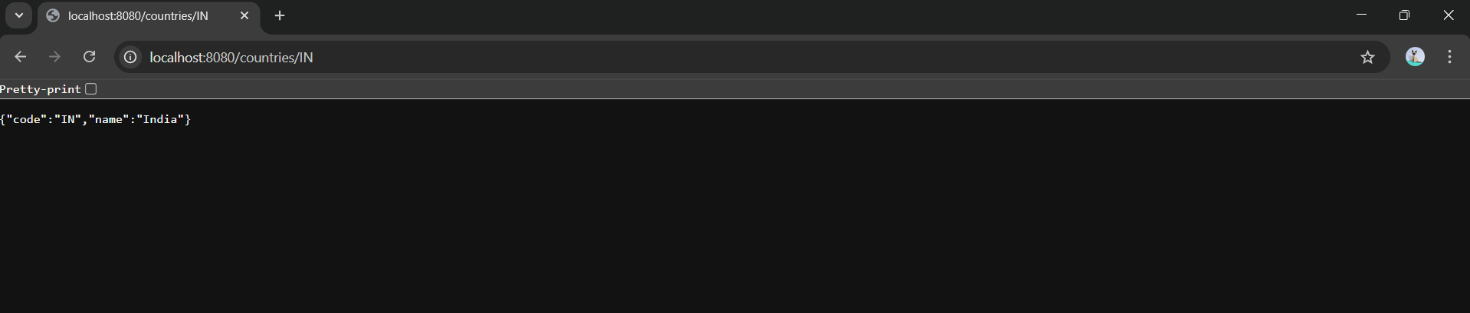 localhost:8080/countries/IN
localhost:8080/countries/IN
Pretty-print
{"code":"IN","name":"India"}